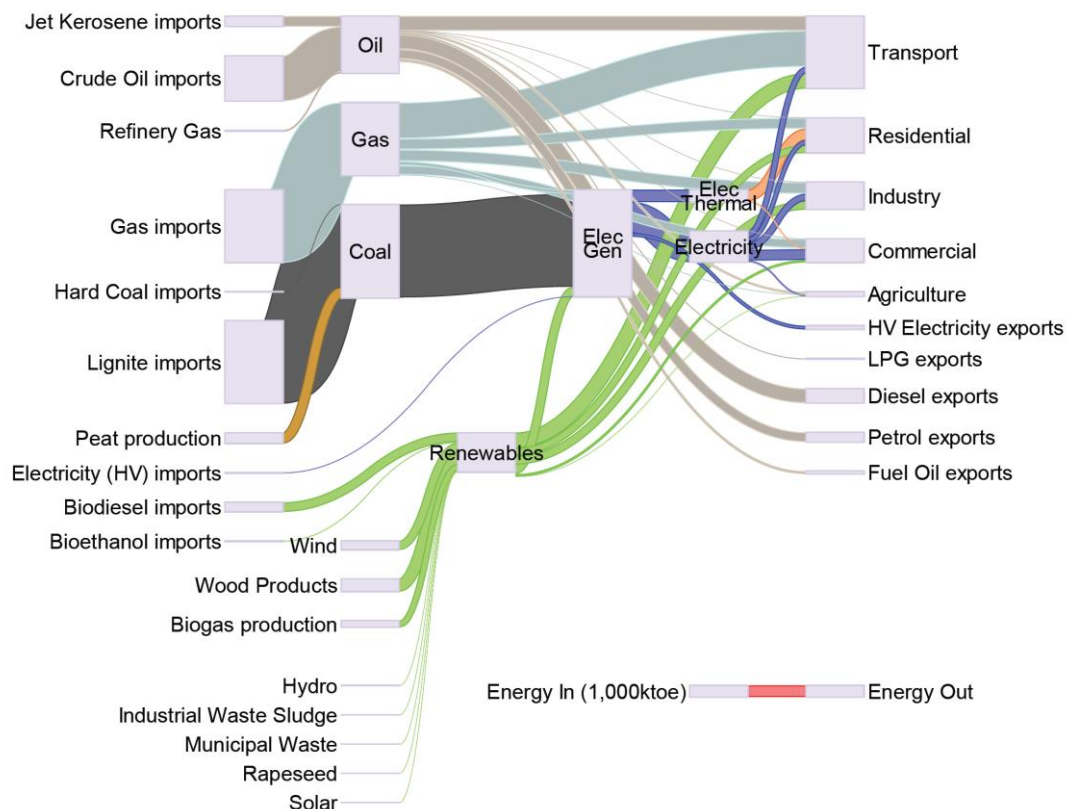 Jet Kerosene imports
Oil
Transport
Crude Oil imports
Refinery Gas
Gas
Residential
Gas imports
Coal
Elec
Thermal
Industry
Elec
Gen
Electricity
Commercial
Hard Coal imports
Agriculture
HV Electricity exports
Lignite imports
LPG exports
Diesel exports
Peat production
Renewables
Petrol exports
Electricity (HV) imports
Fuel Oil exports
Biodiesel imports
Bioethanol imports
Wind
Wood Products
Biogas production
Hydro
Energy In (1,000ktoe)
Energy Out
Industrial Waste Sludge
Municipal Waste
Rapeseed
Solar